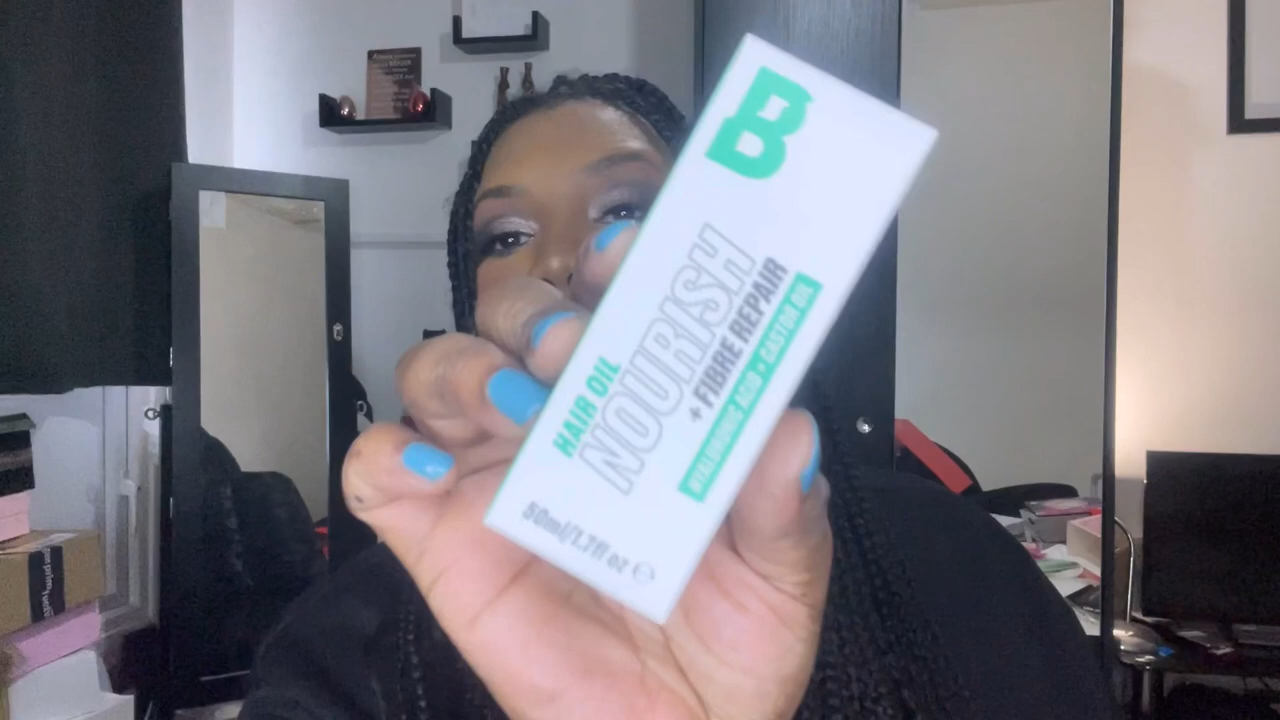 B
HAIR OIL
NOURISH
+ FIBRE REPAIR
HYALURONIC ACID + CASTOR OIL
50ml/1.7fl oz ℮